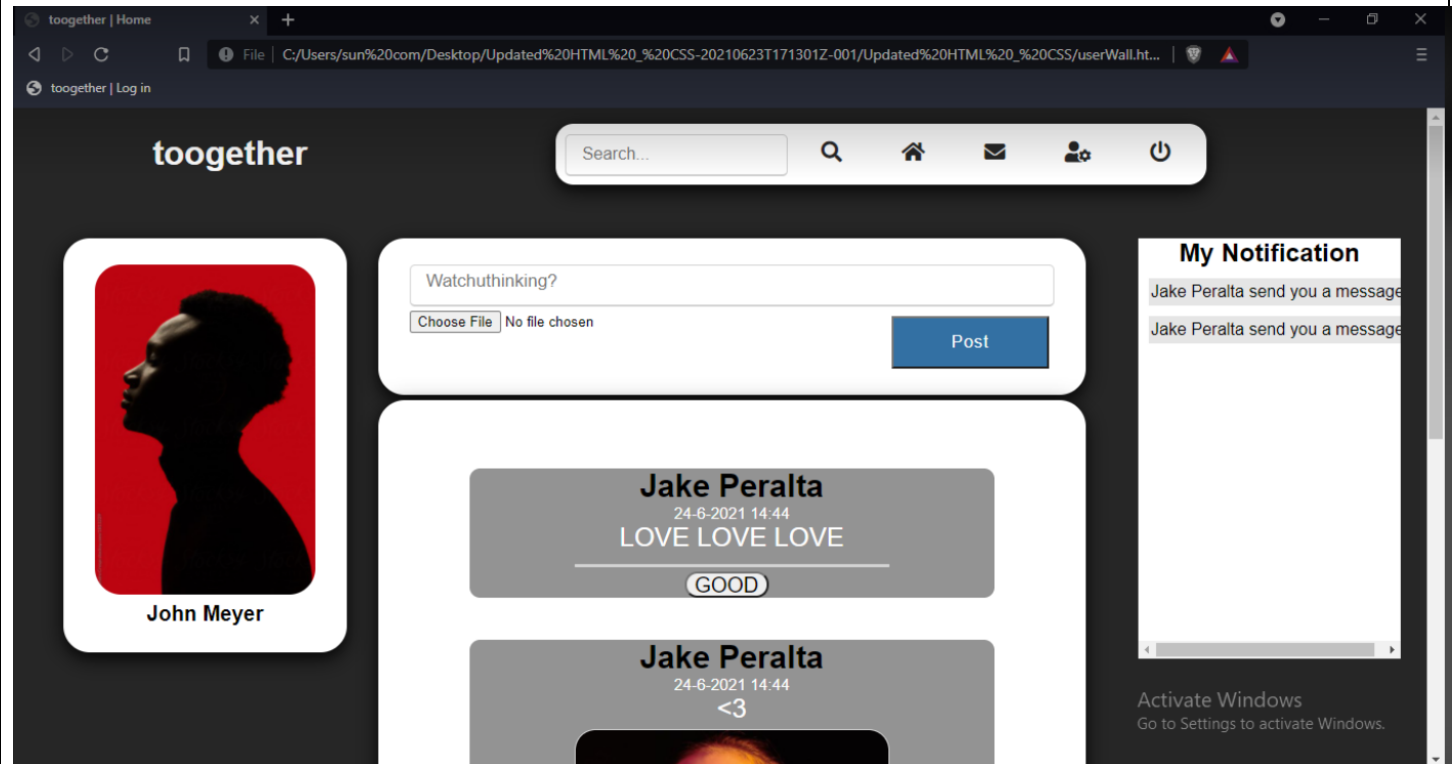 toogether | Home
File | C:/Users/sun%20com/Desktop/Updated%20HTML%20_%20CSS-20210623T171301Z-001/Updated%20HTML%20_%20CSS/userWall.ht...
toogether | Log in
toogether
Search...
John Meyer
Watchuthinking?
Choose File No file chosen
Post
Jake Peralta
24-6-2021 14:44
LOVE LOVE LOVE
GOOD
Jake Peralta
24-6-2021 14:44
<3
My Notification
Jake Peralta send you a message
Jake Peralta send you a message
Activate Windows
Go to Settings to activate Windows.